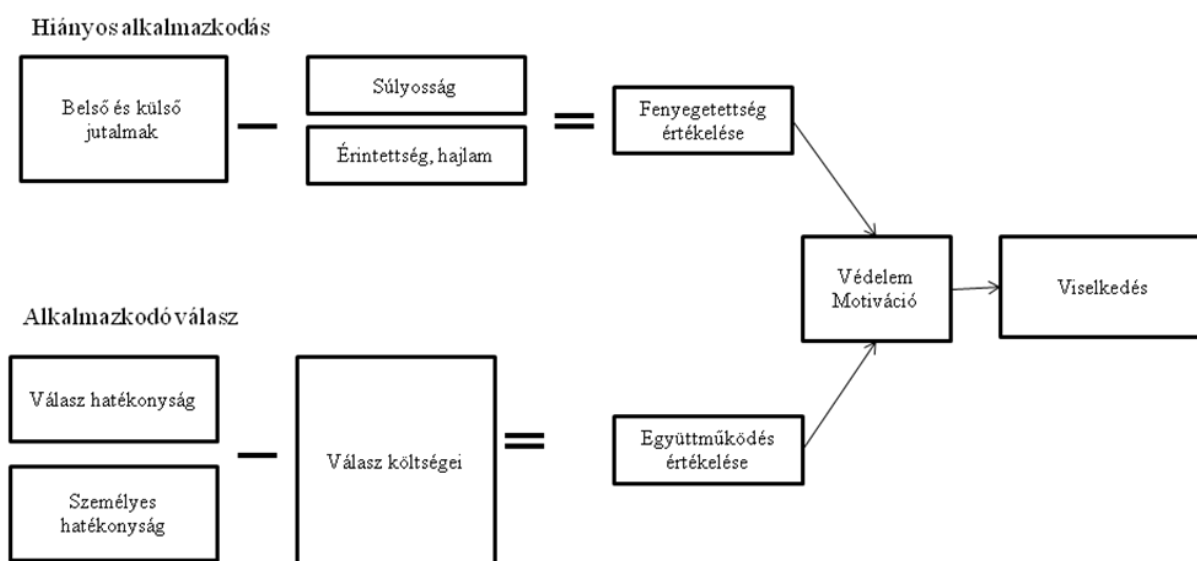 Hiányos alkalmazkodás
Belső és külső
jutalmak
Súlyosság
Érintettség, hajlam
Fenyegetettség
értékelése
Védelem
Motiváció
Viselkedés
Alkalmazkodó válasz
Válasz hatékonyság
Személyes
hatékonyság
Válasz költségei
Együttműködés
értékelése